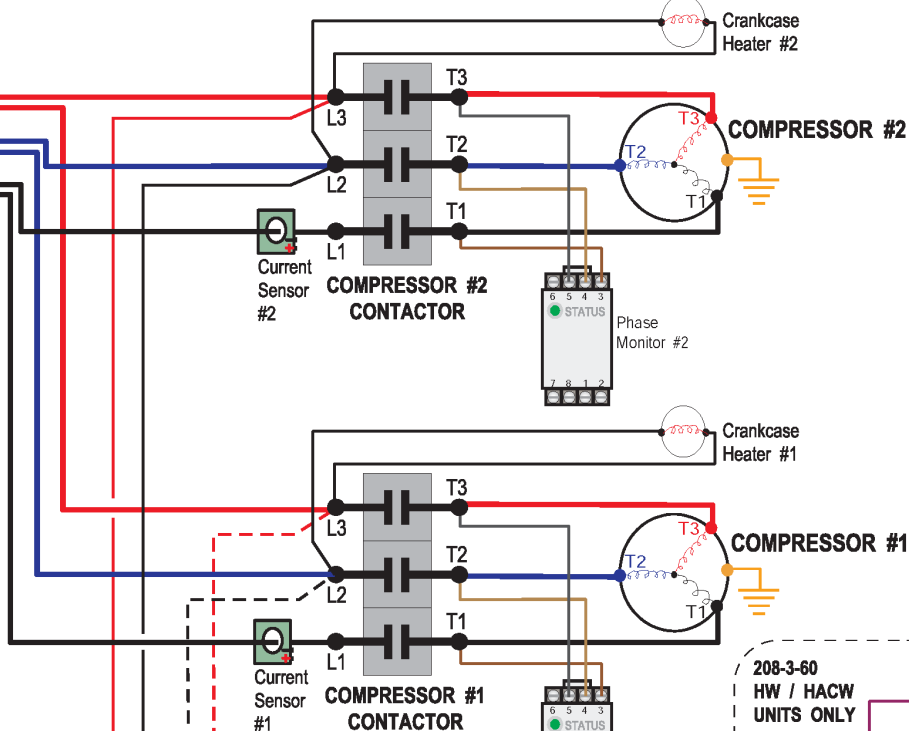 Crankcase
Heater #2
T3
L3
T3
COMPRESSOR #2
T2
T2
L2
T1
T1
L1
Current
Sensor
#2
COMPRESSOR #2
CONTACTOR
6 5 4 3
STATUS
Phase
Monitor #2
7 8 1 2
Crankcase
Heater #1
T3
L3
T3
COMPRESSOR #1
T2
T2
L2
T1
T1
L1
Current
Sensor
#1
COMPRESSOR #1
CONTACTOR
6 5 4 3
STATUS
208-3-60
HW / HACW
UNITS ONLY